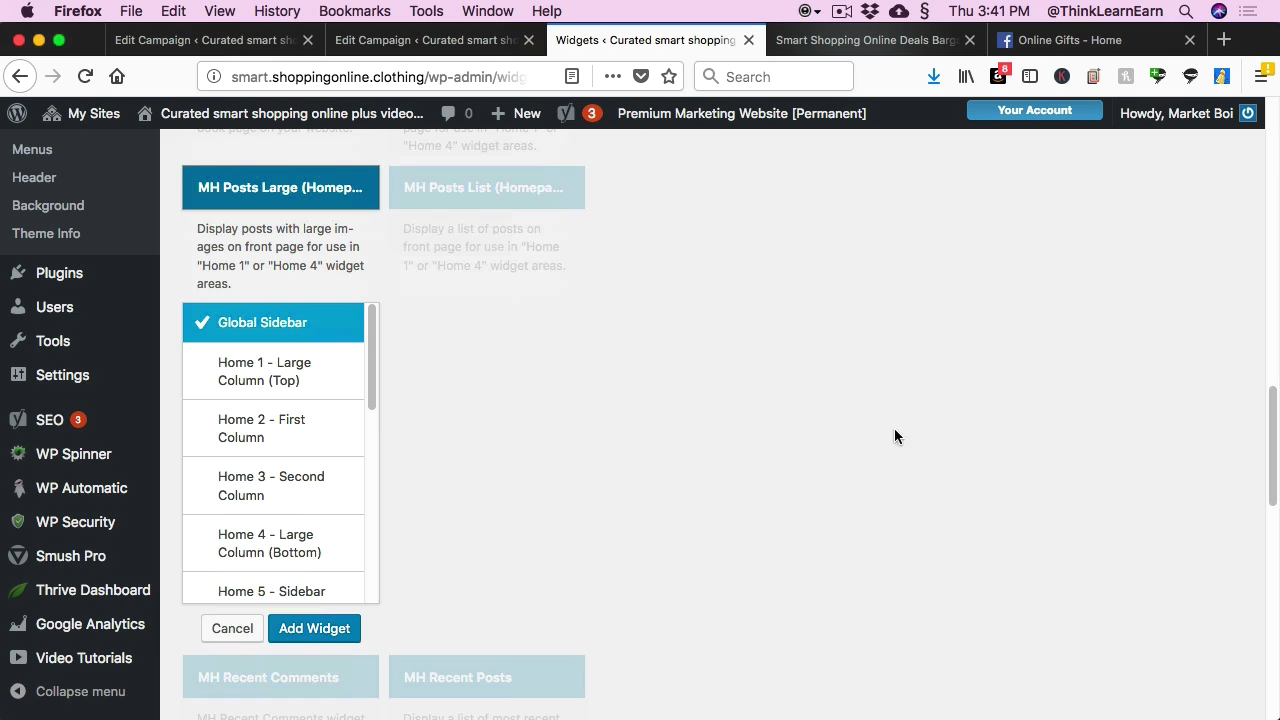 Firefox File Edit View History Bookmarks Tools Window Help
Thu 3:41 PM @ThinkLearnEarn
Edit Campaign ‹ Curated smart sho
Edit Campaign ‹ Curated smart sho
Widgets ‹ Curated smart shopping
Smart Shopping Online Deals Barg
Online Gifts - Home
smart.shoppingonline.clothing/wp-admin/widg
Search
8
My Sites
Curated smart shopping online plus video...
0
New
3
Premium Marketing Website [Permanent]
Your Account
Howdy, Market Boi
Menus
Header
Background
Theme Info
Plugins
Users
Tools
Settings
SEO 3
WP Spinner
WP Automatic
WP Security
Smush Pro
Thrive Dashboard
Google Analytics
Video Tutorials
Collapse menu
"Home 4" widget areas.
MH Posts Large (Homep...
Display posts with large im-
ages on front page for use in
"Home 1" or "Home 4" widget
areas.
MH Posts List (Homepa...
Display a list of posts on
front page for use in "Home
1" or "Home 4" widget areas.
Global Sidebar
Home 1 - Large
Column (Top)
Home 2 - First
Column
Home 3 - Second
Column
Home 4 - Large
Column (Bottom)
Home 5 - Sidebar
Cancel
Add Widget
MH Recent Comments
MH Recent Comments widget
MH Recent Posts
Display a list of most recent